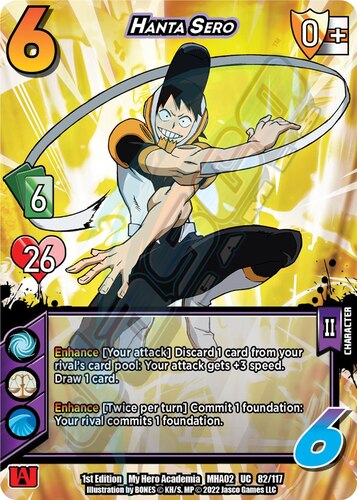 6
HANTA SERO
0 +
6
26
II
CHARACTER
Enhance [Your attack] Discard 1 card from your
rival's card pool: Your attack gets +3 speed.
Draw 1 card.
Enhance [Twice per turn] Commit 1 foundation:
Your rival commits 1 foundation.
6
1st Edition My Hero Academia MHA02 UC 82/117
Illustration by BONES © KH/S. MP © 2022 Jasco Games LLC